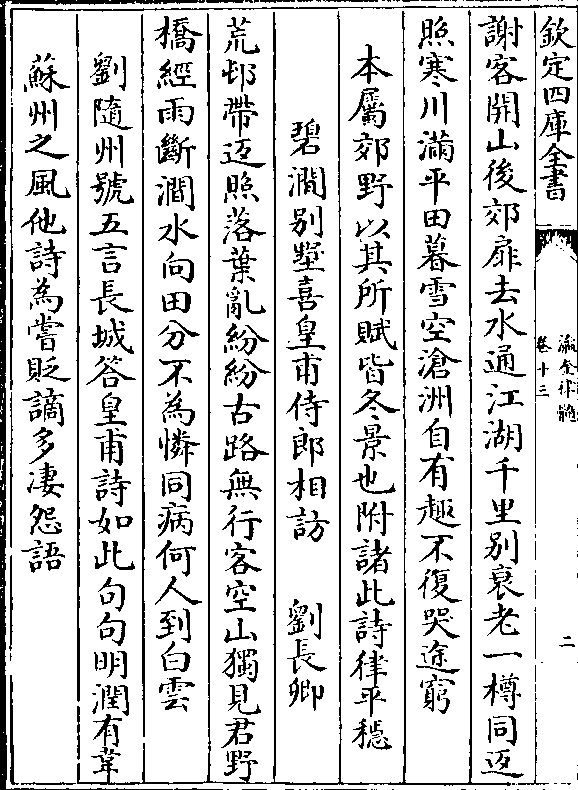 欽定四庫全書
瀛奎律髓
卷十三
二
謝客開山後郊扉去水通江湖千里別衰老一樽同迈
照寒川滿平田暮雪空滄洲自有趣不復哭途窮
本屬郊野以其所賦皆冬景也附諸此詩律平穩
碧澗别墅喜皇甫侍郎相訪 劉長卿
荒邨帶迈照落葉亂紛紛古路無行客空山獨見君野
橋經雨斷澗水向田分不為憐同病何人到白雲
劉隨州號五言長城答皇甫詩如此句句明潤有韋
蘇州之風他詩為嘗貶謫多凄怨語